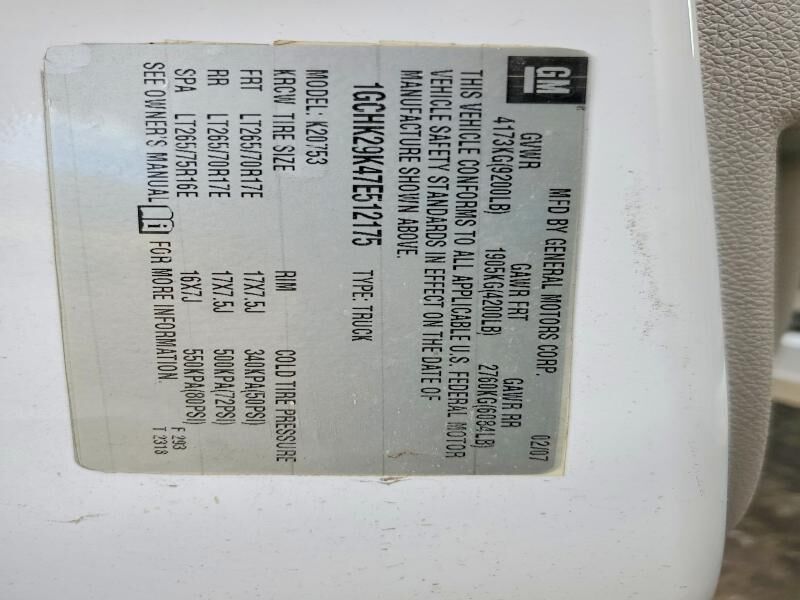 GM
MFD BY GENERAL MOTORS CORP. 02/07
GVWR GAWR FRT GAWR RR
4173KG(9200LB) 1905KG(4200LB) 2760KG(6084LB)
THIS VEHICLE CONFORMS TO ALL APPLICABLE U.S. FEDERAL MOTOR
VEHICLE SAFETY STANDARDS IN EFFECT ON THE DATE OF
MANUFACTURE SHOWN ABOVE.
1GCHK29K47E512175 TYPE: TRUCK
MODEL: K20753
KRCW TIRE SIZE RIM COLD TIRE PRESSURE
FRT LT265/70R17E 17X7.5J 340KPA(50PSI)
RR LT265/70R17E 17X7.5J 500KPA(72PSI)
SPA LT265/75R16E 16X7J 550KPA(80PSI)
SEE OWNER'S MANUAL FOR MORE INFORMATION.
F 293
T 2318